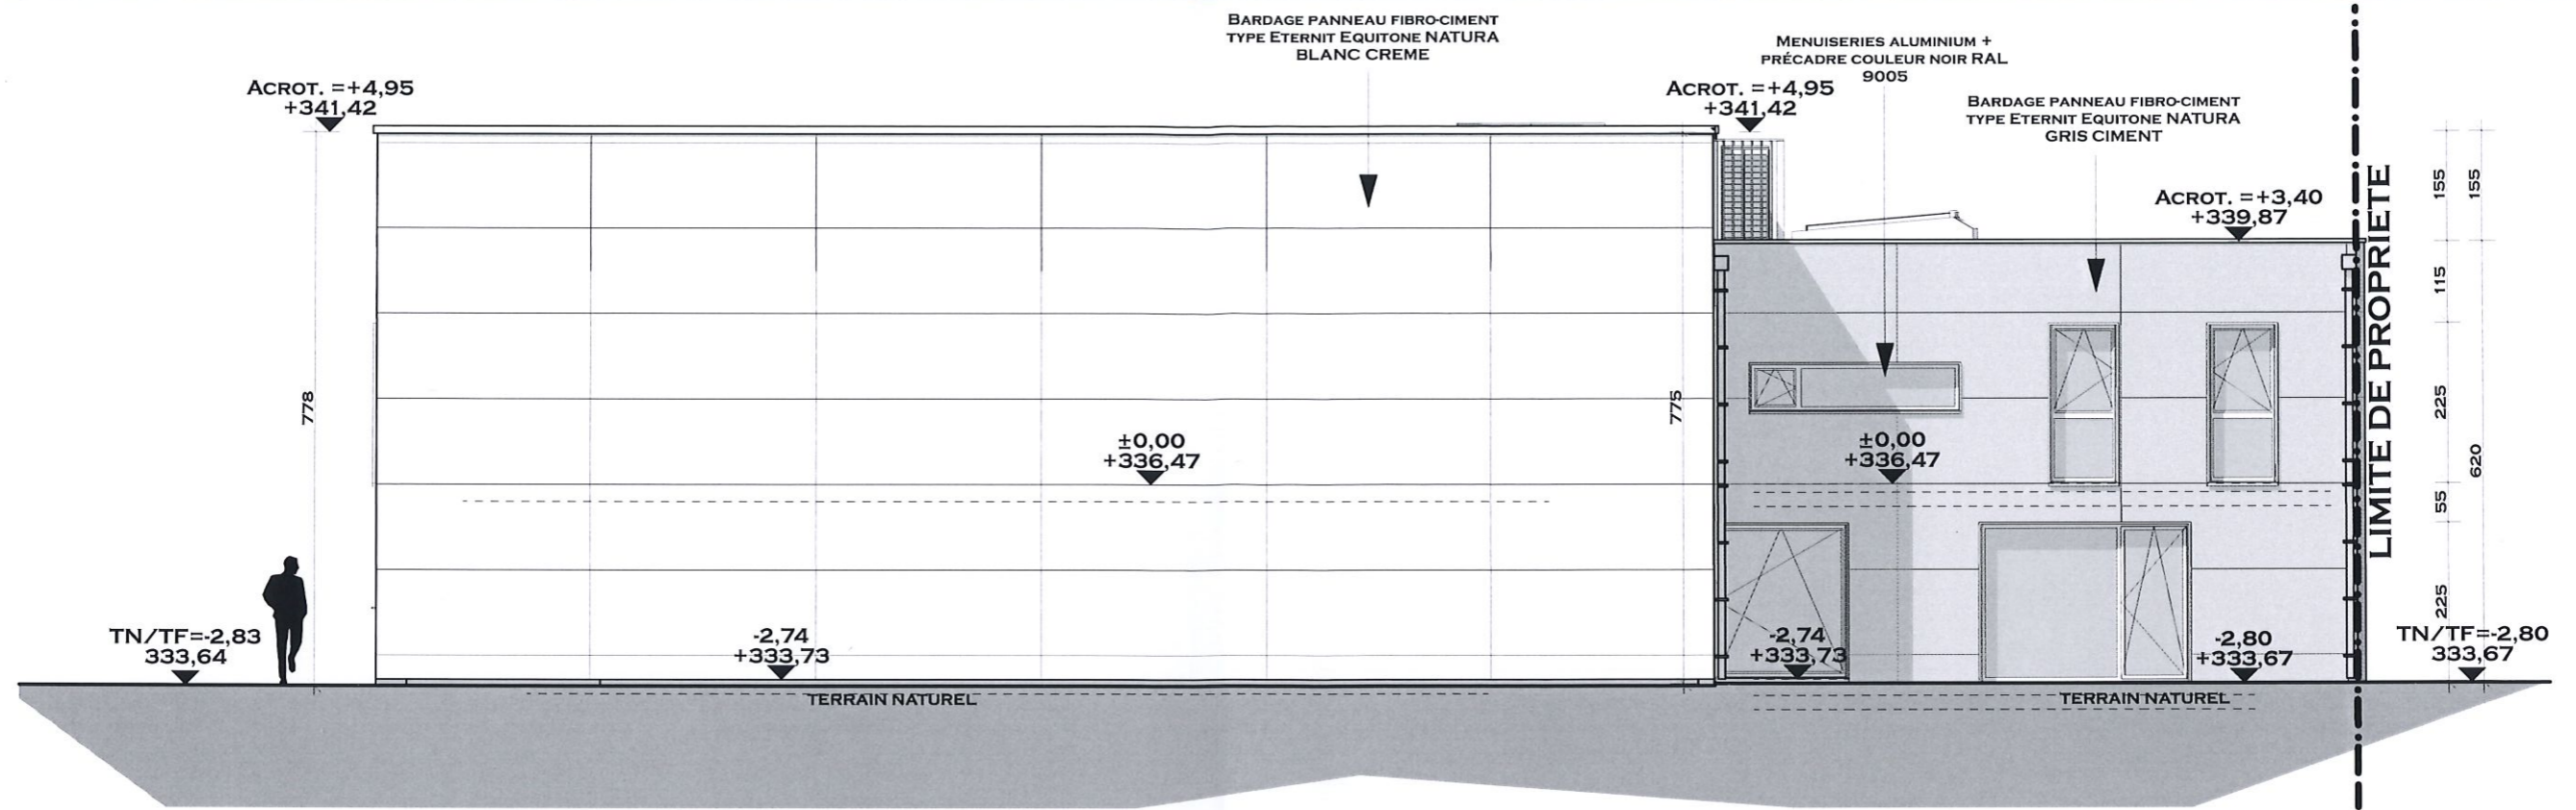 BARDAGE PANNEAU FIBRO-CIMENT
TYPE ETERNIT EQUITONE NATURA
BLANC CREME
MENUISERIES ALUMINIUM +
PRÉCADRE COULEUR NOIR RAL
9005
ACROT. =+4,95
+341,42
ACROT. =+4,95
+341,42
BARDAGE PANNEAU FIBRO-CIMENT
TYPE ETERNIT EQUITONE NATURA
GRIS CIMENT
ACROT. =+3,40
+339,87
LIMITE DE PROPRIETE
155
155
115
225
620
55
225
778
775
±0,00
+336,47
±0,00
+336,47
TN/TF=-2,83
333,64
-2,74
+333,73
-2,74
+333,73
-2,80
+333,67
TN/TF=-2,80
333,67
TERRAIN NATUREL
TERRAIN NATUREL